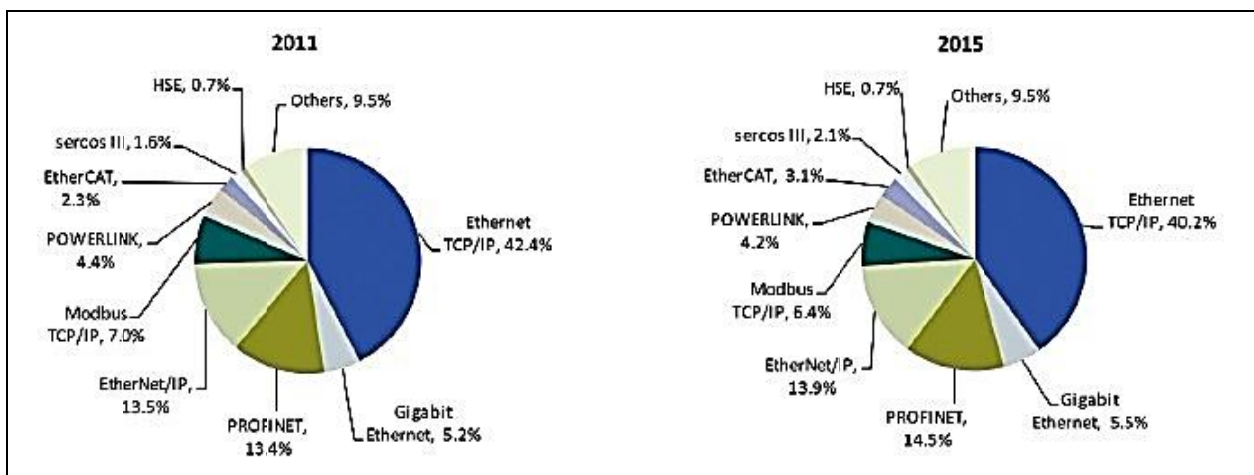 2011
HSE, 0.7%
Others, 9.5%
sercos III, 1.6%
EtherCAT,
2.3%
POWERLINK,
4.4%
Modbus
TCP/IP, 7.0%
EtherNet/IP,
13.5%
PROFINET,
13.4%
Gigabit
Ethernet, 5.2%
Ethernet
TCP/IP, 42.4%
2015
HSE, 0.7%
Others, 9.5%
sercos III, 2.1%
EtherCAT, 3.1%
POWERLINK,
4.2%
Modbus
TCP/IP, 6.4%
EtherNet/IP,
13.9%
PROFINET,
14.5%
Gigabit
Ethernet, 5.5%
Ethernet
TCP/IP, 40.2%